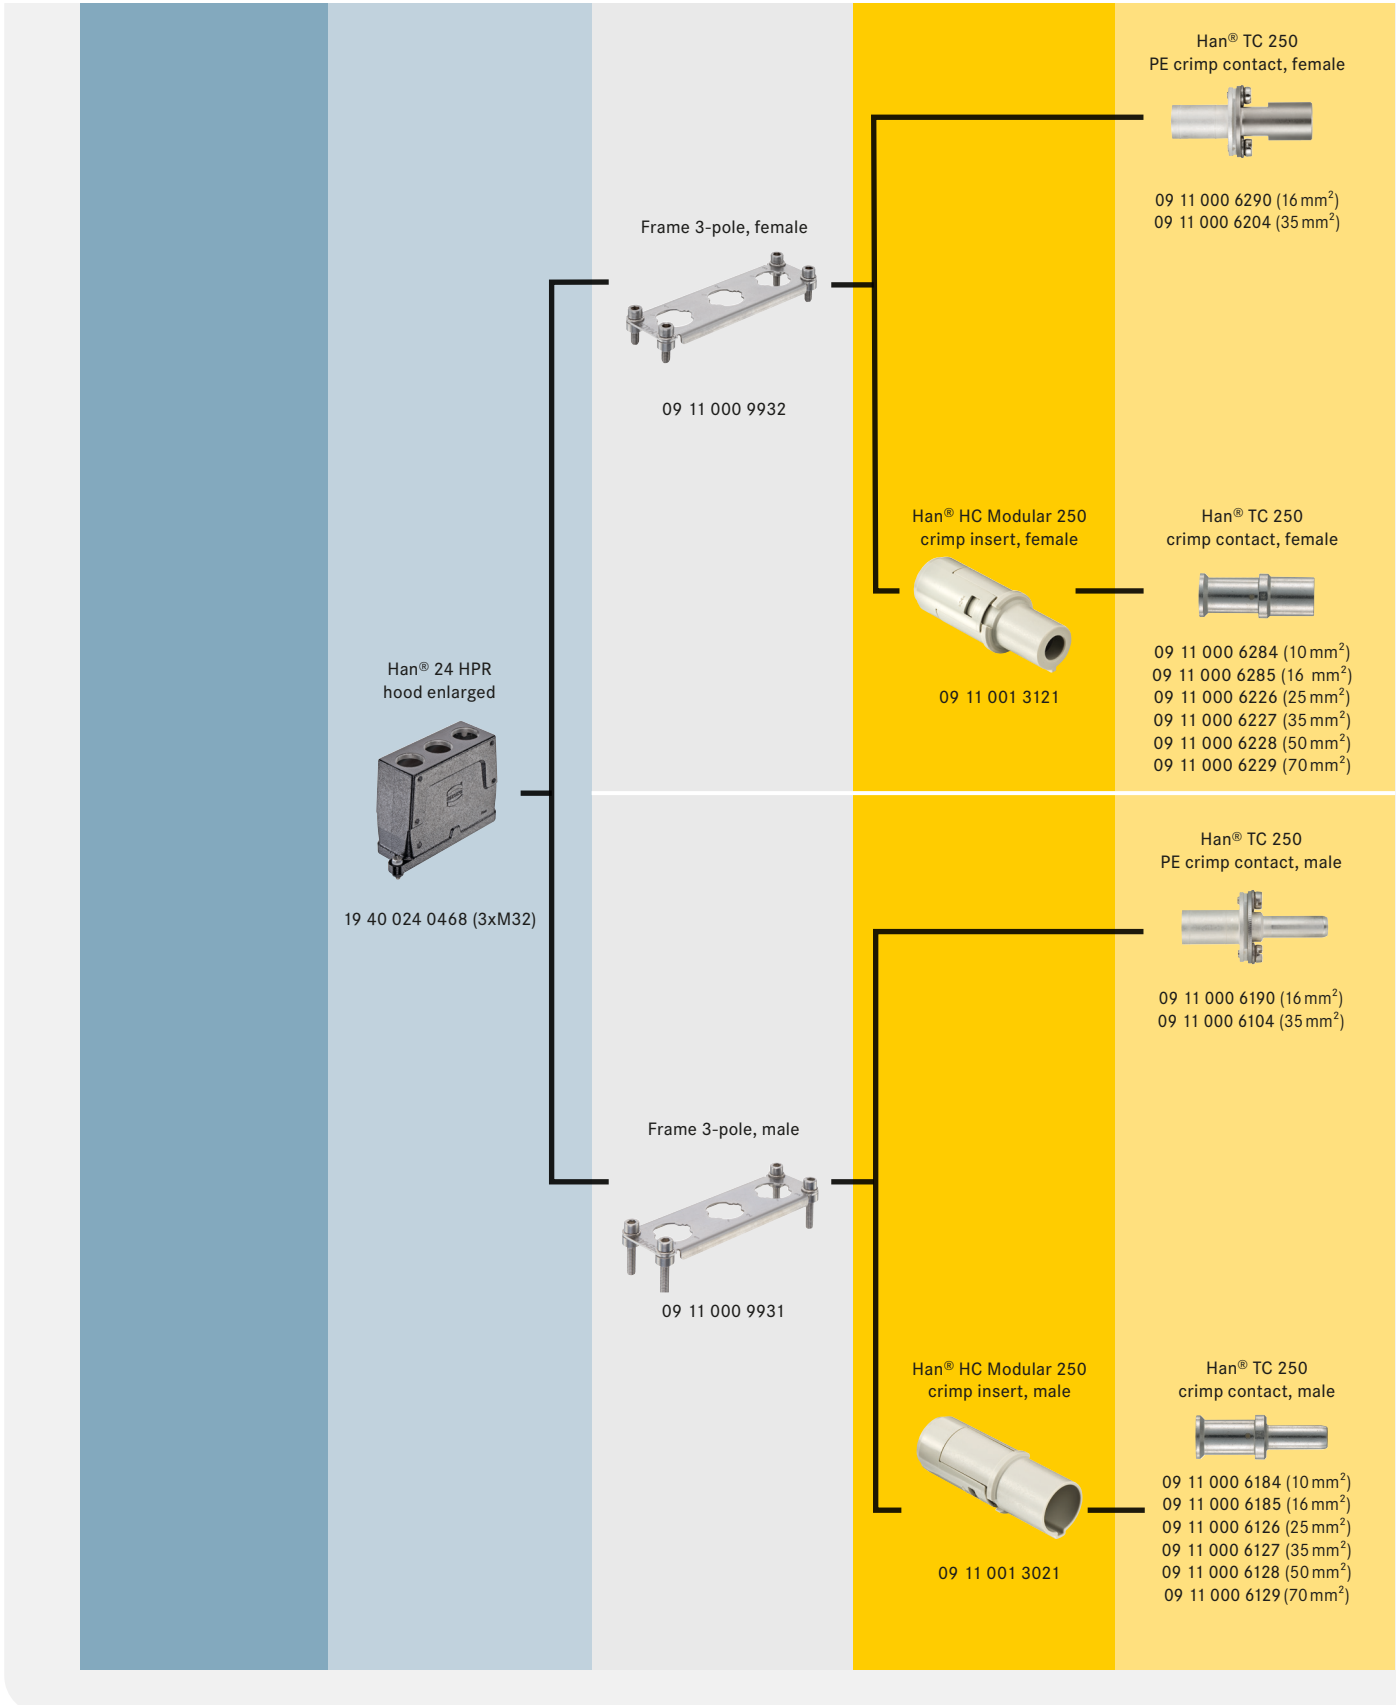 Han® TC 250
PE crimp contact, female
09 11 000 6290 (16 mm²)
09 11 000 6204 (35 mm²)
Frame 3-pole, female
09 11 000 9932
Han® HC Modular 250
crimp insert, female
09 11 001 3121
Han® TC 250
crimp contact, female
09 11 000 6284 (10 mm²)
09 11 000 6285 (16 mm²)
09 11 000 6226 (25 mm²)
09 11 000 6227 (35 mm²)
09 11 000 6228 (50 mm²)
09 11 000 6229 (70 mm²)
Han® 24 HPR
hood enlarged
19 40 024 0468 (3xM32)
Han® TC 250
PE crimp contact, male
09 11 000 6190 (16 mm²)
09 11 000 6104 (35 mm²)
Frame 3-pole, male
09 11 000 9931
Han® HC Modular 250
crimp insert, male
09 11 001 3021
Han® TC 250
crimp contact, male
09 11 000 6184 (10 mm²)
09 11 000 6185 (16 mm²)
09 11 000 6126 (25 mm²)
09 11 000 6127 (35 mm²)
09 11 000 6128 (50 mm²)
09 11 000 6129 (70 mm²)